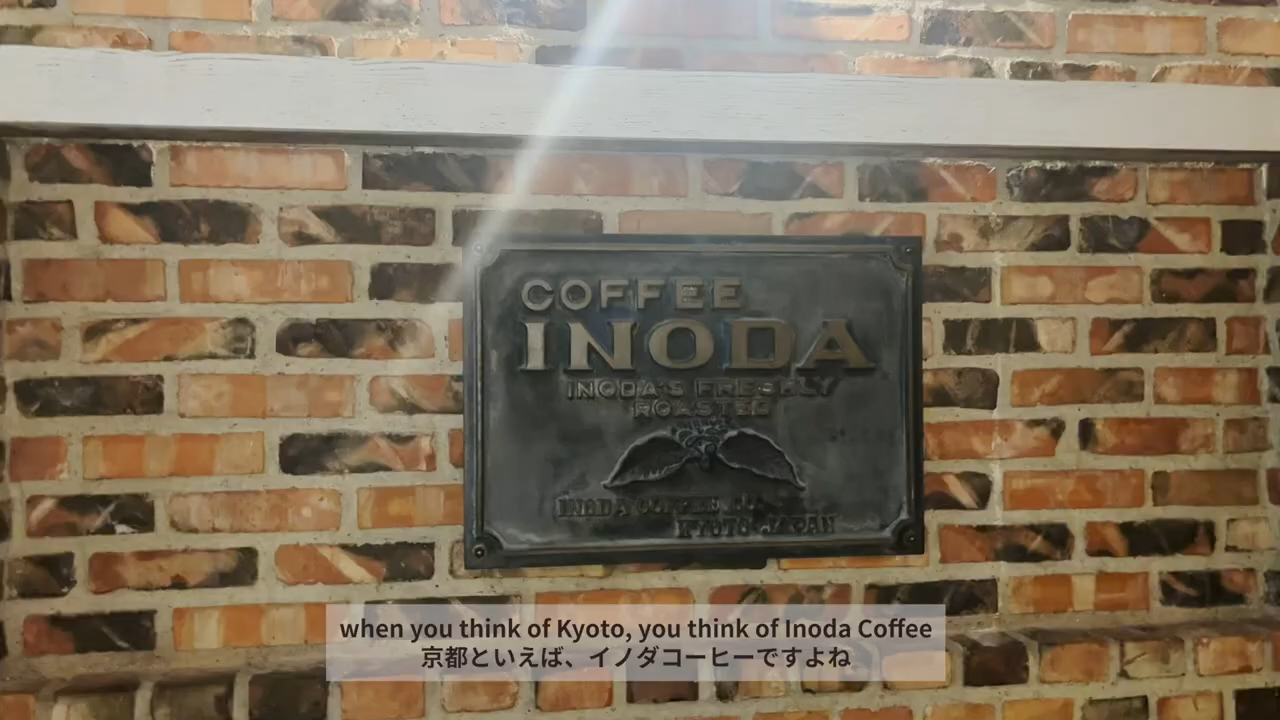 COFFEE
INODA
INODA'S FRESHLY
ROASTED
INODA COFFEE CO.
KYOTO JAPAN
when you think of Kyoto, you think of Inoda Coffee
京都といえば、イノダコーヒーですよね